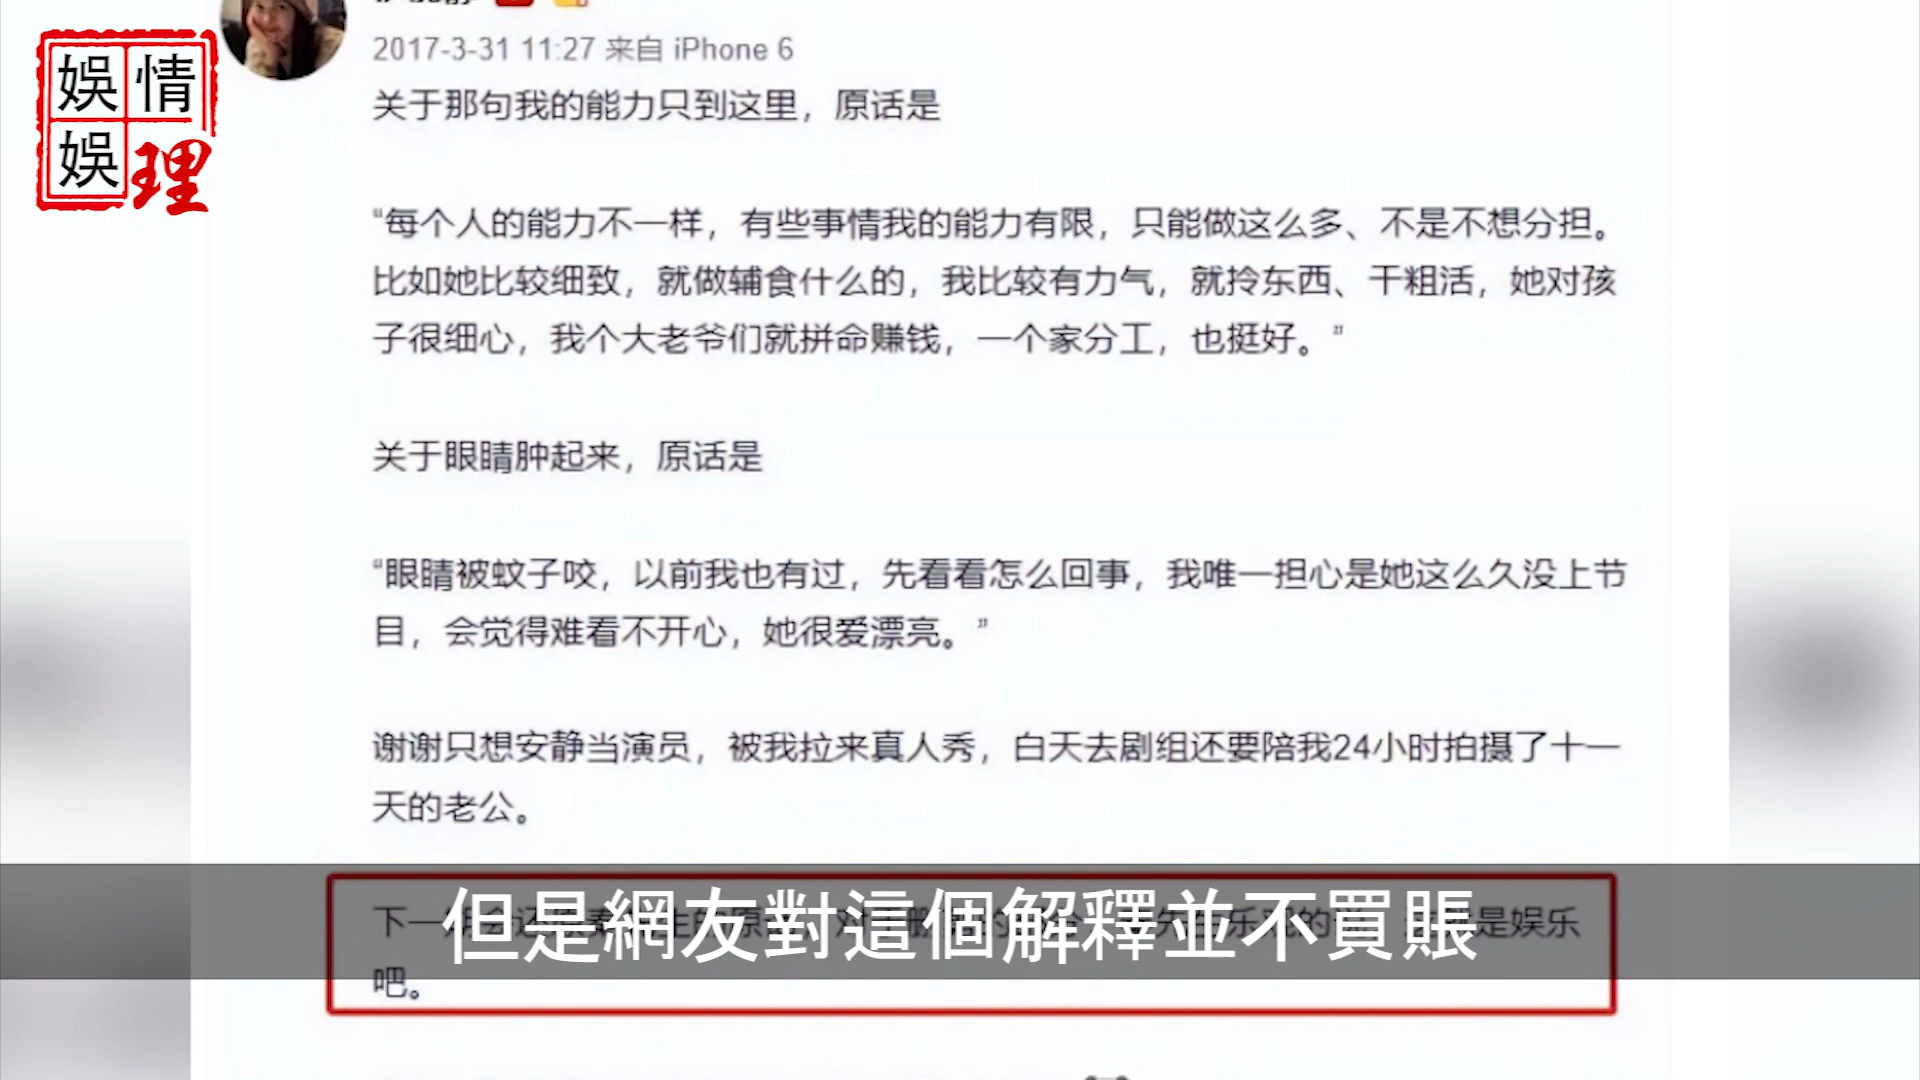 娛情
娛理
2017-3-31 11:27 来自 iPhone 6
关于那句我的能力只到这里，原话是
“每个人的能力不一样，有些事情我的能力有限，只能做这么多、不是不想分担。
比如她比较细致，就做辅食什么的，我比较有力气，就拎东西、干粗活，她对孩
子很细心，我个大老爷们就拼命赚钱，一个家分工，也挺好。”
关于眼睛肿起来，原话是
“眼睛被蚊子咬，以前我也有过，先看看怎么回事，我唯一担心是她这么久没上节
目，会觉得难看不开心，她很爱漂亮。”
谢谢只想安静当演员，被我拉来真人秀，白天去剧组还要陪我24小时拍摄了十一
天的老公。
下一 是娱乐
吧。
但是網友對這個解釋並不買賬